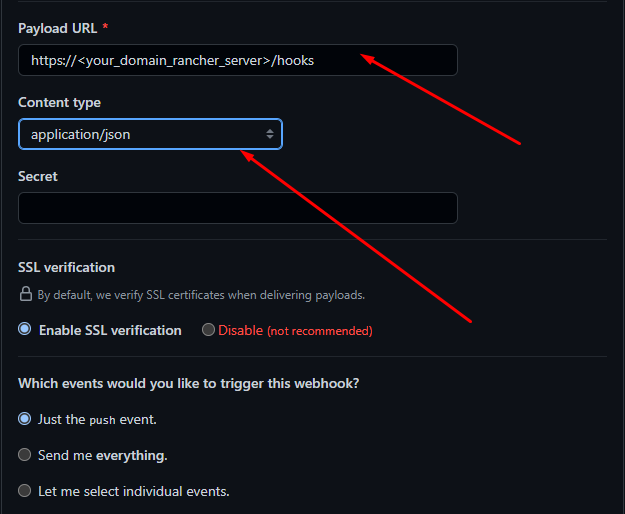 Payload URL *
https://<your_domain_rancher_server>/hooks
Content type
application/json
Secret
SSL verification
By default, we verify SSL certificates when delivering payloads.
Enable SSL verification
Disable (not recommended)
Which events would you like to trigger this webhook?
Just the push event.
Send me everything.
Let me select individual events.